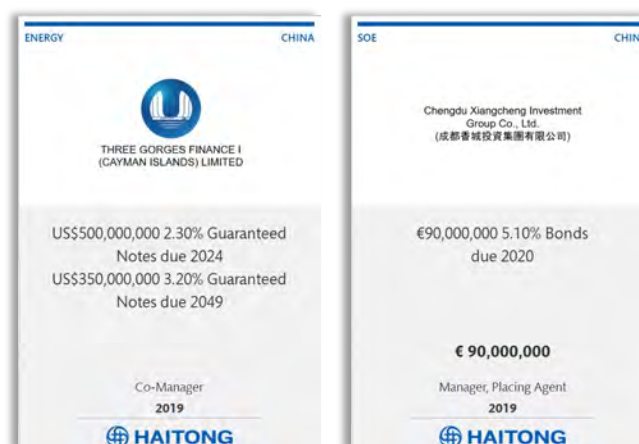 ENERGY CHINA
THREE GORGES FINANCE I
(CAYMAN ISLANDS) LIMITED
US$500,000,000 2.30% Guaranteed
Notes due 2024
US$350,000,000 3.20% Guaranteed
Notes due 2049
Co-Manager
2019
HAITONG
SOE CHIN
Chengdu Xiangcheng Investment
Group Co., Ltd.
(成都香城投資集團有限公司)
€90,000,000 5.10% Bonds
due 2020
€ 90,000,000
Manager, Placing Agent
2019
HAITONG